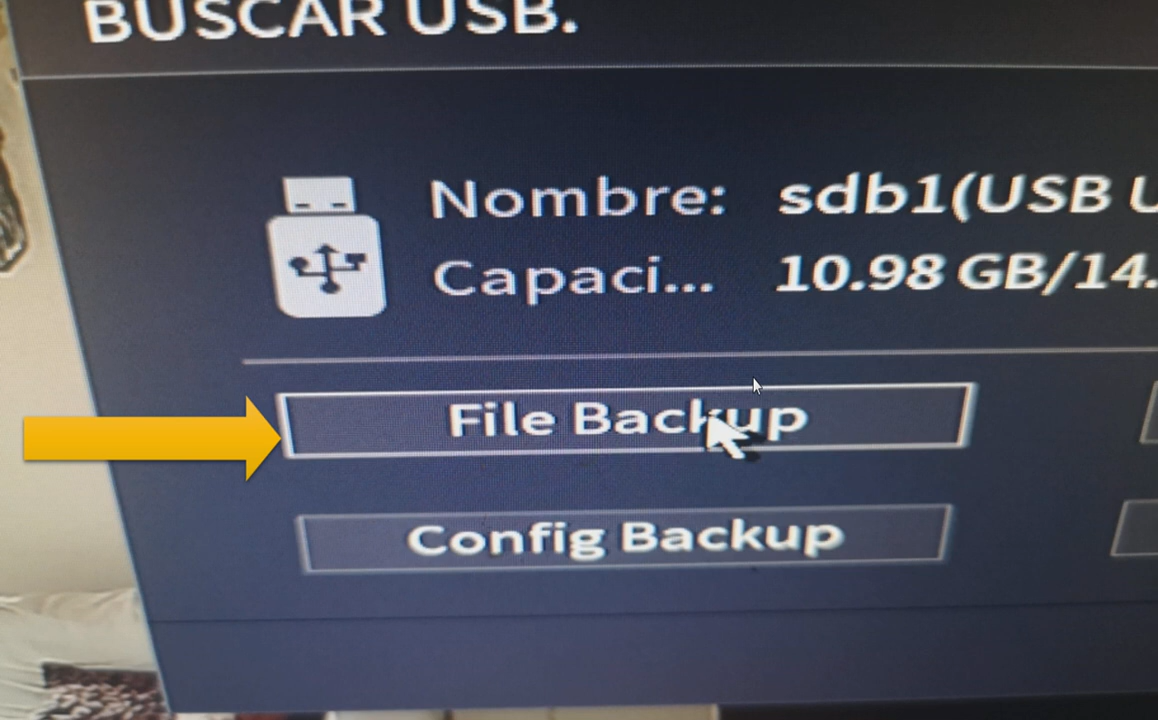 BUSCAR USB.
Nombre: sdb1(USB U
Capaci... 10.98 GB/14.
File Backup
Config Backup